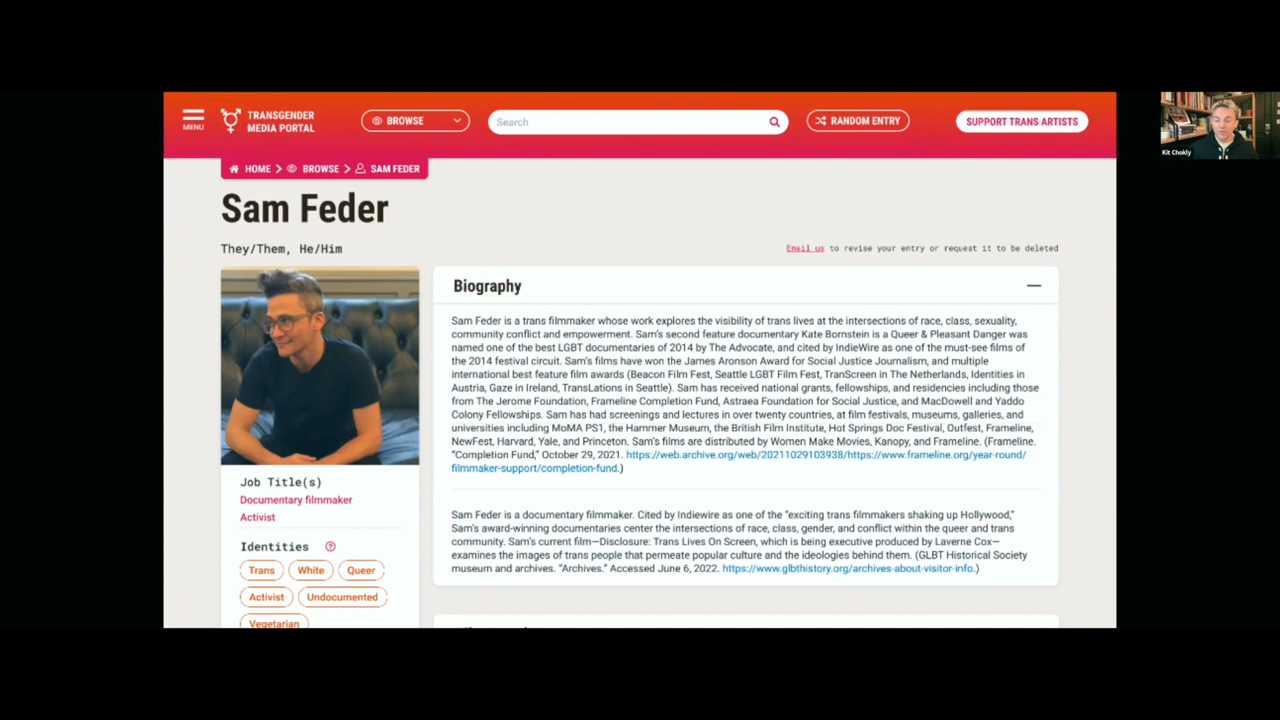 MENU
TRANSGENDER
MEDIA PORTAL
BROWSE
Search
RANDOM ENTRY
SUPPORT TRANS ARTISTS
Kit Chokly
HOME > BROWSE > SAM FEDER
Sam Feder
They/Them, He/Him
Email us to revise your entry or request it to be deleted
Biography
Sam Feder is a trans filmmaker whose work explores the visibility of trans lives at the intersections of race, class, sexuality,
community conflict and empowerment. Sam's second feature documentary Kate Bornstein is a Queer & Pleasant Danger was
named one of the best LGBT documentaries of 2014 by The Advocate, and cited by IndieWire as one of the must-see films of
the 2014 festival circuit. Sam's films have won the James Aronson Award for Social Justice Journalism, and multiple
international best feature film awards (Beacon Film Fest, Seattle LGBT Film Fest, TranScreen in The Netherlands, Identities in
Austria, Gaze in Ireland, TransLations in Seattle). Sam has received national grants, fellowships, and residencies including those
from The Jerome Foundation, Frameline Completion Fund, Astraea Foundation for Social Justice, and MacDowell and Yaddo
Colony Fellowships. Sam has had screenings and lectures in over twenty countries, at film festivals, museums, galleries, and
universities including MoMA PS1, the Hammer Museum, the British Film Institute, Hot Springs Doc Festival, Outfest, Frameline,
NewFest, Harvard, Yale, and Princeton. Sam's films are distributed by Women Make Movies, Kanopy, and Frameline. (Frameline.
“Completion Fund,” October 29, 2021. https://web.archive.org/web/20211029103938/https://www.frameline.org/year-round/
filmmaker-support/completion-fund.)
Sam Feder is a documentary filmmaker. Cited by Indiewire as one of the “exciting trans filmmakers shaking up Hollywood,”
Sam's award-winning documentaries center the intersections of race, class, gender, and conflict within the queer and trans
community. Sam's current film—Disclosure: Trans Lives On Screen, which is being executive produced by Laverne Cox—
examines the images of trans people that permeate popular culture and the ideologies behind them. (GLBT Historical Society
museum and archives. “Archives.” Accessed June 6, 2022. https://www.glbthistory.org/archives-about-visitor-info.)
Job Title(s)
Documentary filmmaker
Activist
Identities ?
Trans White Queer
Activist Undocumented
Vegetarian